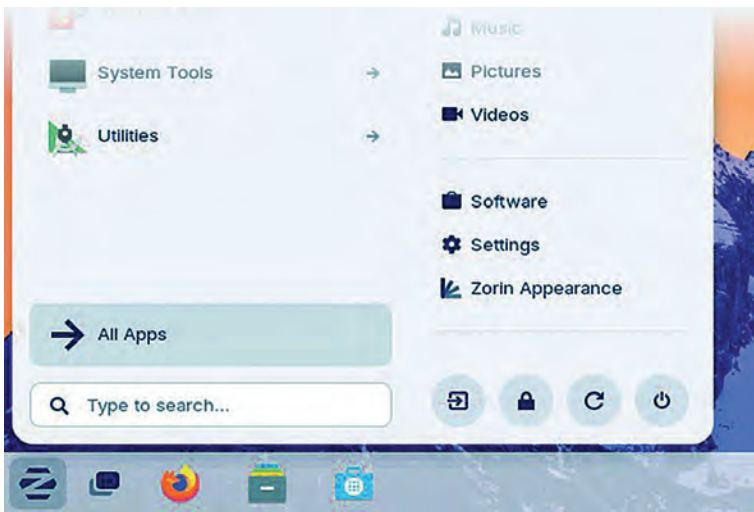 System Tools
Utilities
All Apps
Type to search...
Music
Pictures
Videos
Software
Settings
Zorin Appearance